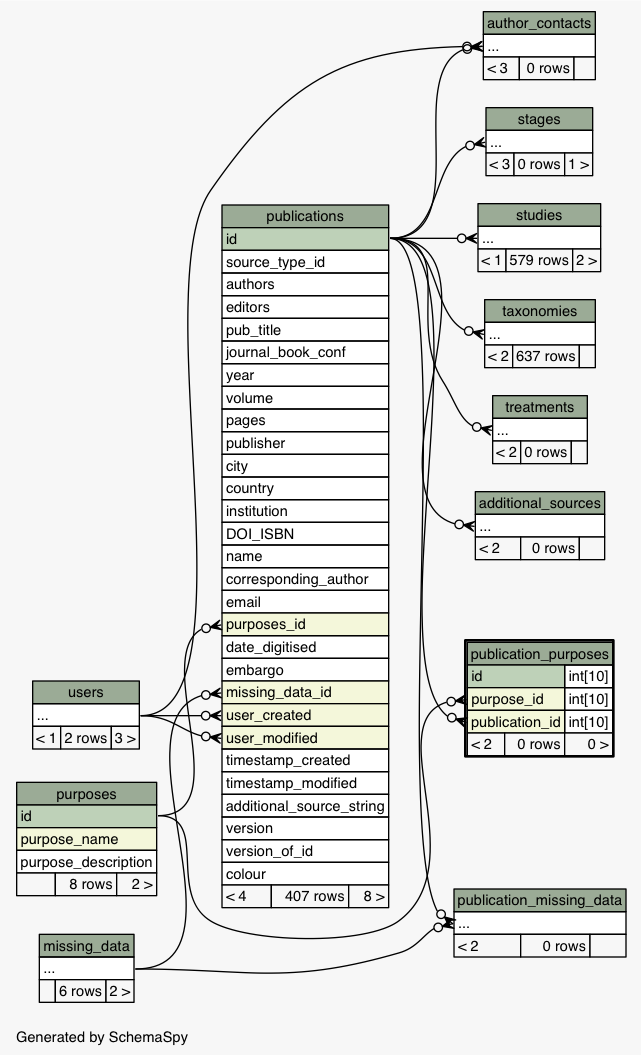 author_contacts
...
< 3 0 rows
stages
...
< 3 0 rows 1 >
studies
...
< 1 579 rows 2 >
taxonomies
...
< 2 637 rows
treatments
...
< 2 0 rows
additional_sources
...
< 2 0 rows
publications
id
source_type_id
authors
editors
pub_title
journal_book_conf
year
volume
pages
publisher
city
country
institution
DOI_ISBN
name
corresponding_author
email
purposes_id
date_digitised
embargo
missing_data_id
user_created
user_modified
timestamp_created
timestamp_modified
additional_source_string
version
version_of_id
colour
< 4 407 rows 8 >
publication_purposes
id int[10]
purpose_id int[10]
publication_id int[10]
< 2 0 rows 0 >
users
...
< 1 2 rows 3 >
purposes
id
purpose_name
purpose_description
8 rows 2 >
publication_missing_data
...
< 2 0 rows
missing_data
...
6 rows 2 >
Generated by SchemaSpy